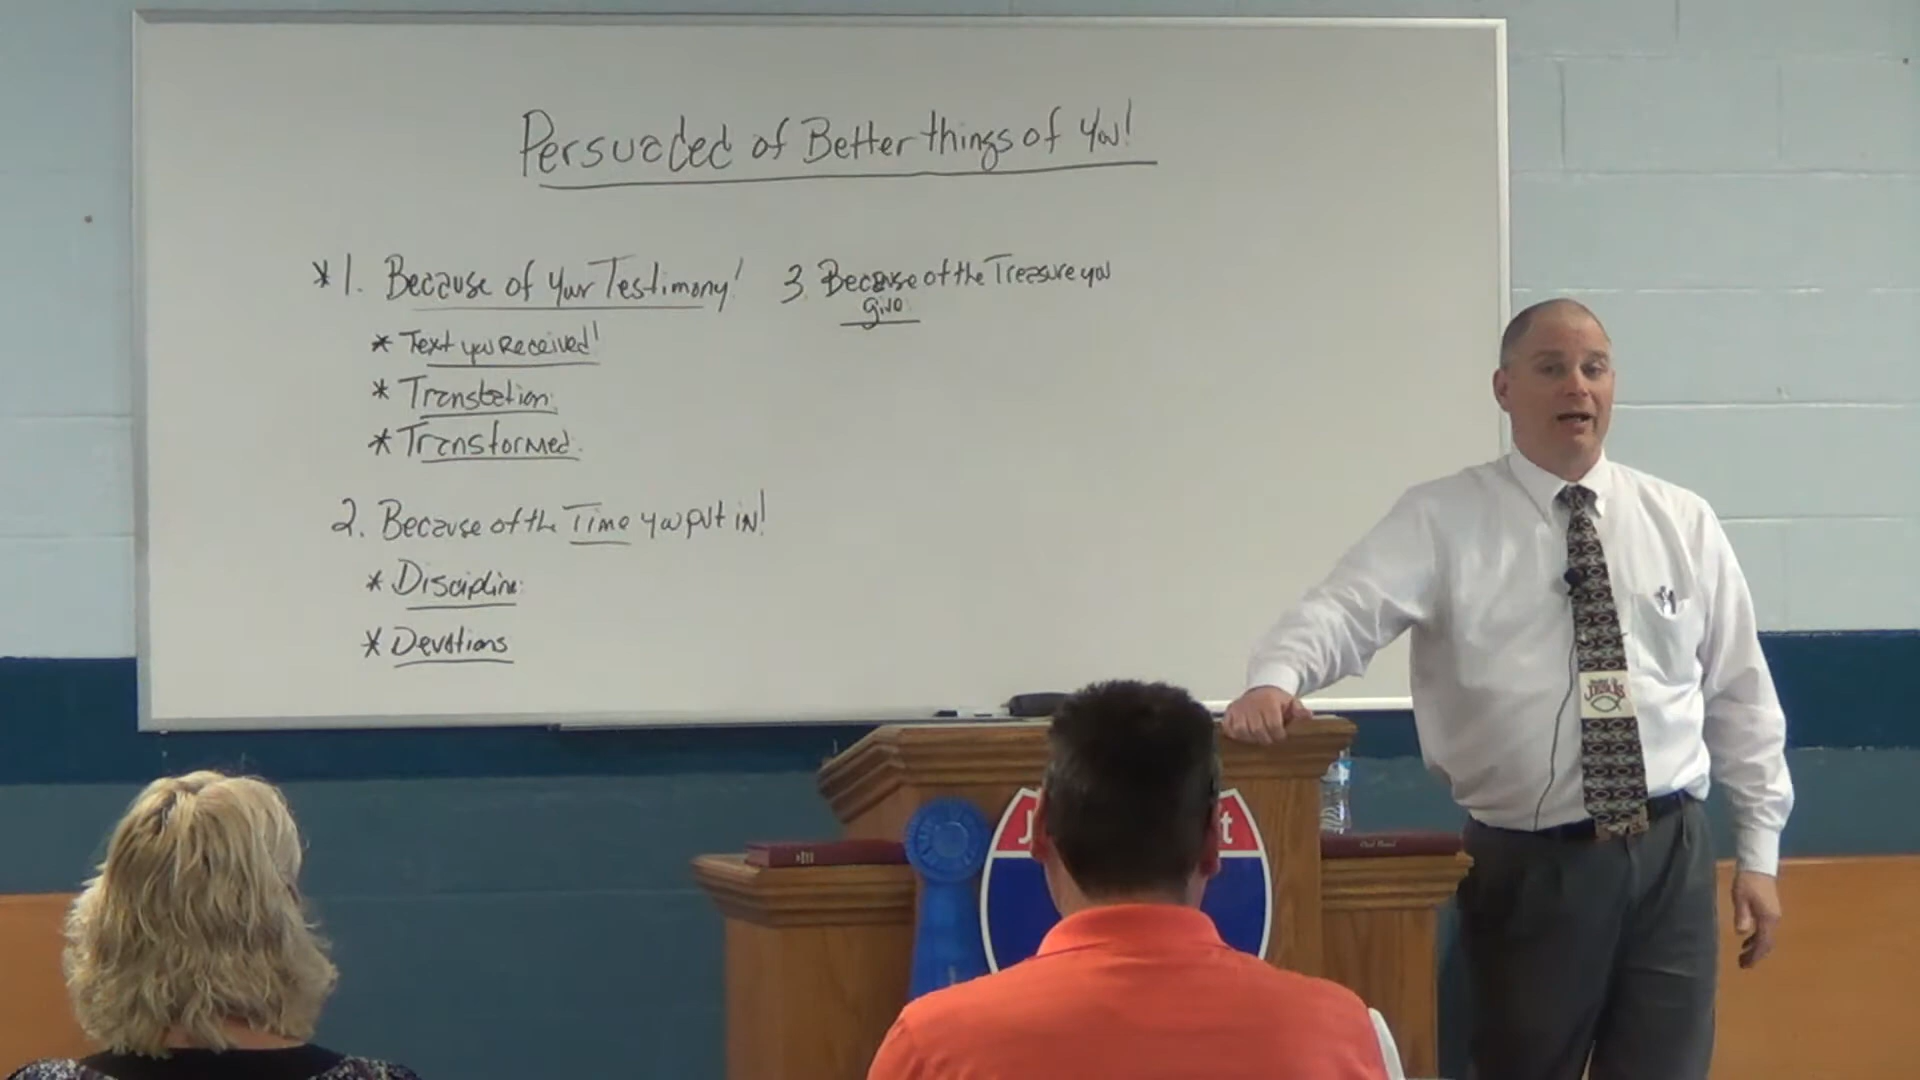 Persuaded of Better things of You!
* 1. Because of your Testimony!
* Text you Received!
* Translation
* Transformed
2. Because of the Time you put in!
* Discipline
* Devotions
3. Because of the Treasure you
give
JESUS
J
t